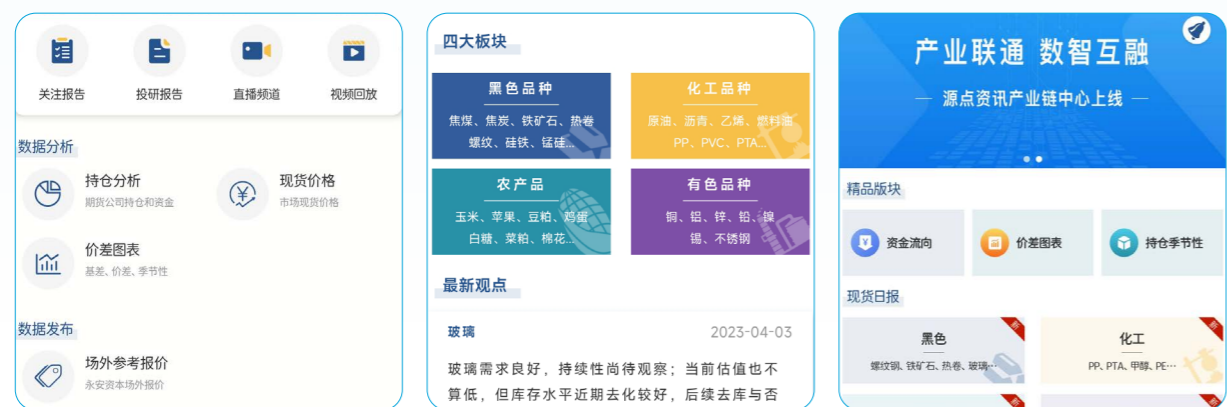 关注报告 投研报告 直播频道 视频回放
数据分析
持仓分析
期货公司持仓和资金
现货价格
市场现货价格
价差图表
基差、价差、季节性
数据发布
场外参考报价
永安资本场外报价
四大板块
黑色品种
焦煤、焦炭、铁矿石、热卷
螺纹、硅铁、锰硅...
化工品种
原油、沥青、乙烯、燃料油
PP、PVC、PTA...
农产品
玉米、苹果、豆粕、鸡蛋
白糖、菜粕、棉花...
有色品种
铜、铝、锌、铅、镍
锡、不锈钢
最新观点
玻璃 2023-04-03
玻璃需求良好，持续性尚待观察；当前估值也不
算低，但库存水平近期去化较好，后续去库与否
产业联通 数智互融
源点资讯产业链中心上线
精品版块
资金流向 价差图表 持仓季节性
现货日报
黑色
新
螺纹钢、铁矿石、热卷、玻璃…
化工
新
PP、PTA、甲醇、PE…
新
新